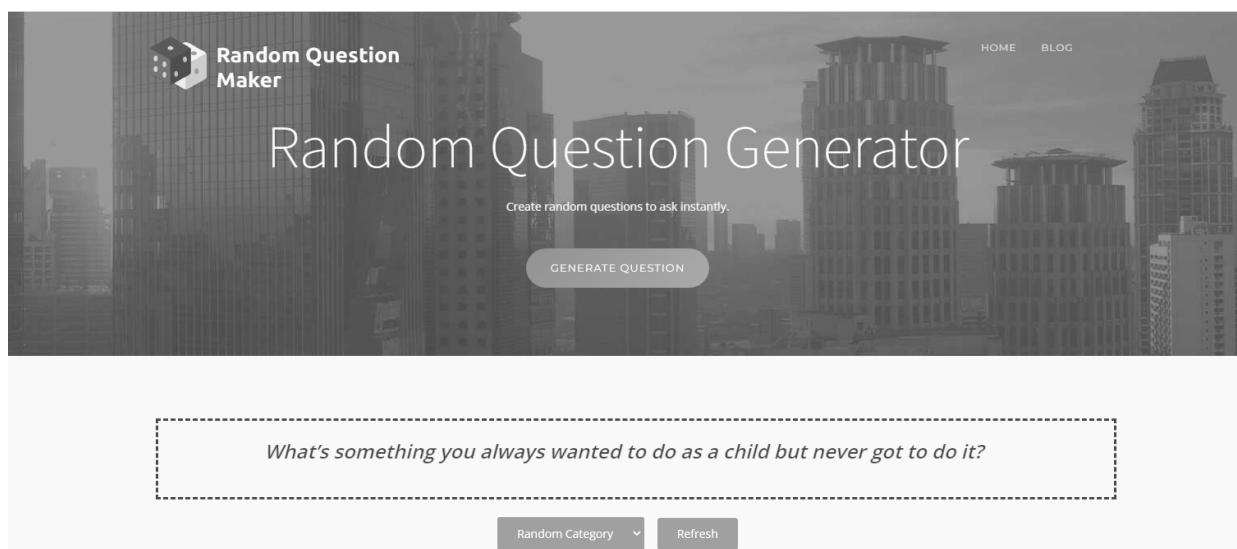 Random Question
Maker
HOME BLOG
Random Question Generator
Create random questions to ask instantly.
GENERATE QUESTION
What's something you always wanted to do as a child but never got to do it?
Random Category
Refresh